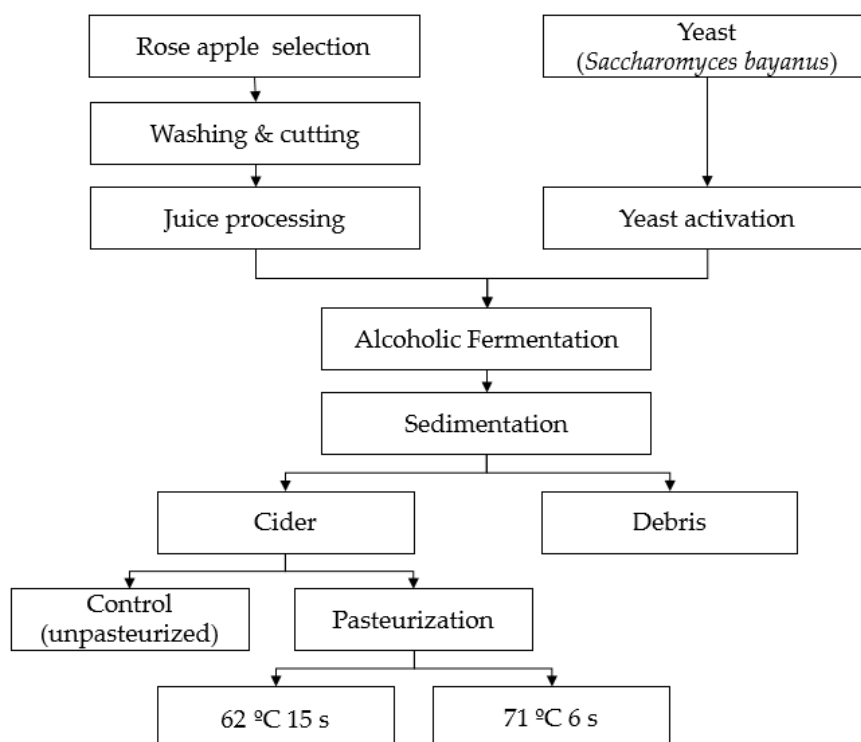 Rose apple selection
Yeast
(Saccharomyces bayanus)
Washing & cutting
Juice processing
Yeast activation
Alcoholic Fermentation
Sedimentation
Cider
Debris
Control
(unpasteurized)
Pasteurization
62 ºC 15 s
71 ºC 6 s